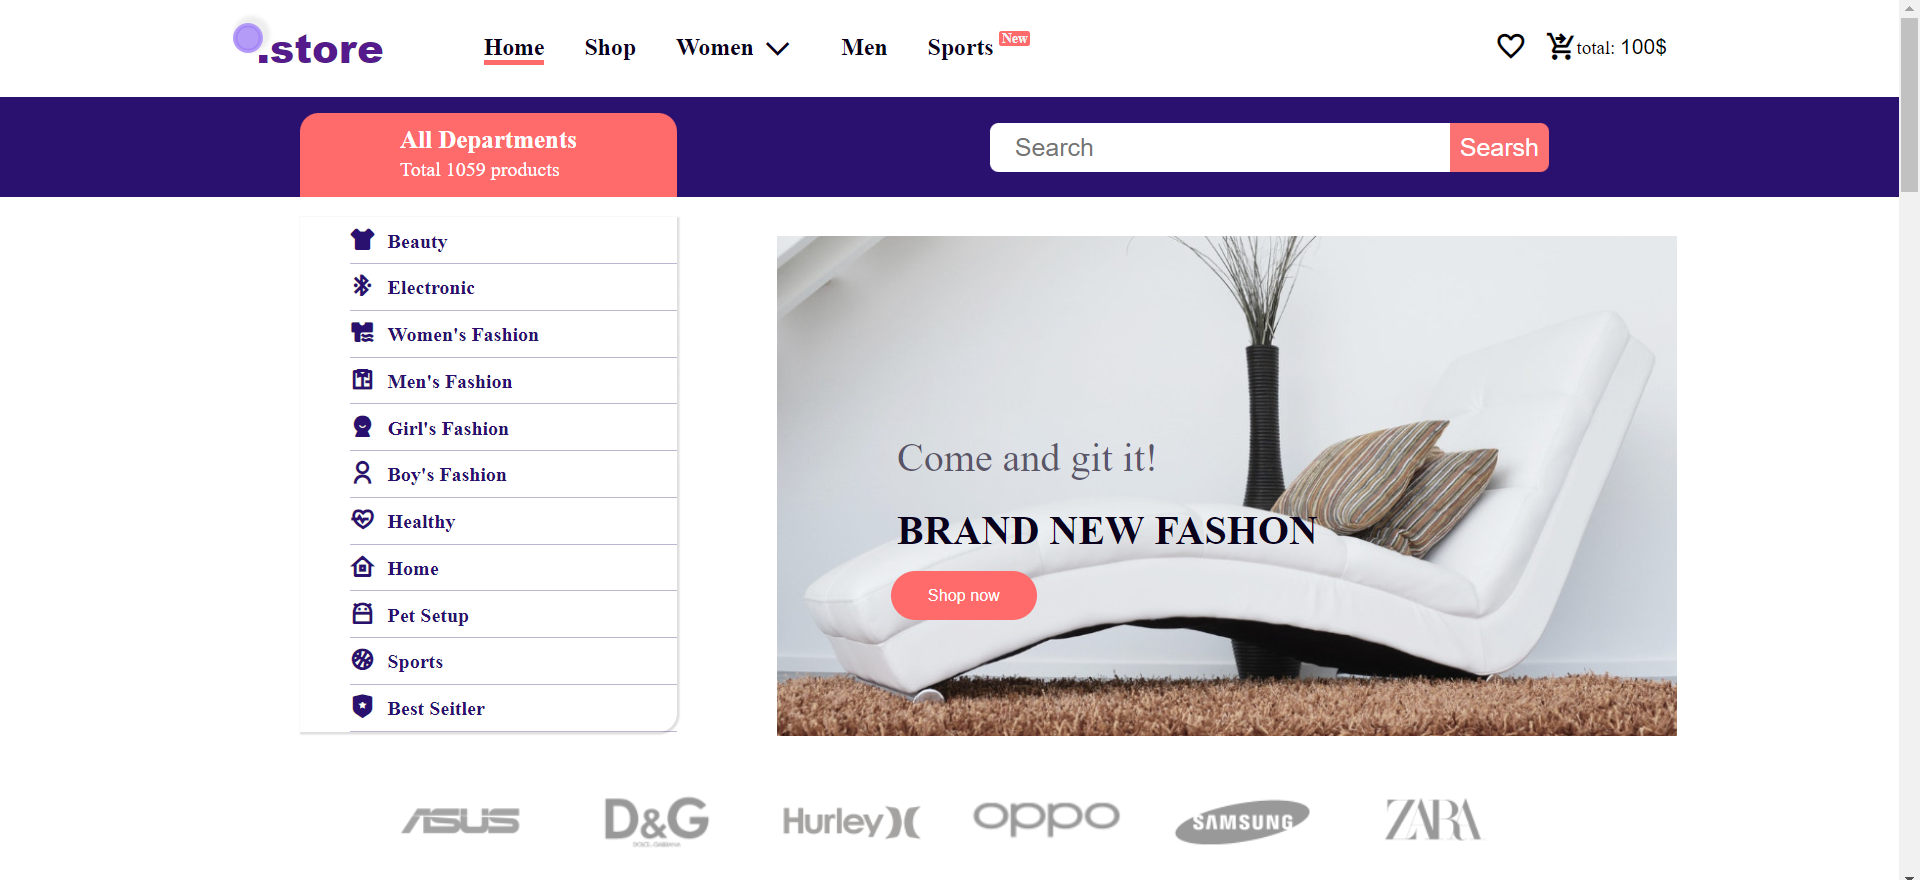 .store
Home Shop Women Men Sports New
total: 100$
All Departments
Total 1059 products
Search Searsh
Beauty
Electronic
Women's Fashion
Men's Fashion
Girl's Fashion
Boy's Fashion
Healthy
Home
Pet Setup
Sports
Best Seitler
Come and git it!
BRAND NEW FASHON
Shop now
ASUS D&G Hurley oppo SAMSUNG ZARA
DOLCE & GABBANA